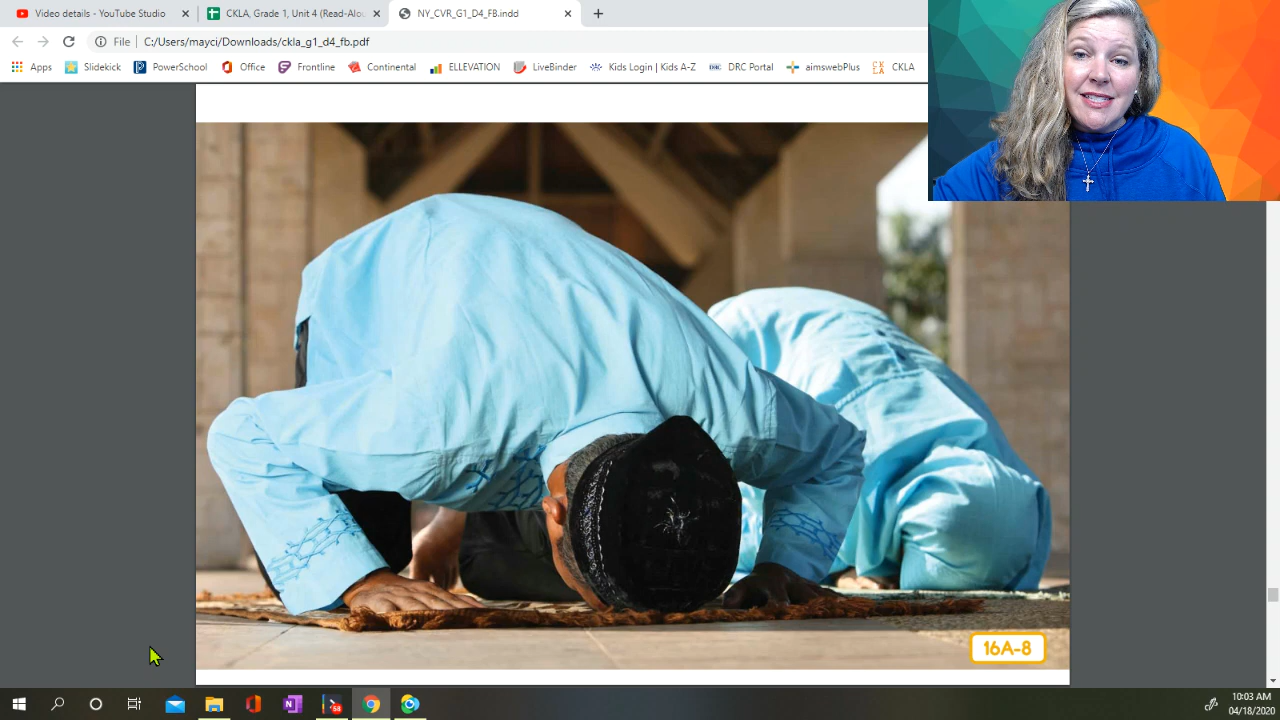 Video details - YouTube Studio
CKLA, Grade 1, Unit 4 (Read-Alo
NY_CVR_G1_D4_FB.indd
File | C:/Users/mayci/Downloads/ckla_g1_d4_fb.pdf
Apps
Slidekick
PowerSchool
Office
Frontline
Continental
ELLEVATION
LiveBinder
Kids Login | Kids A-Z
DRC Portal
aimswebPlus
CKLA
16A-8
58
10:03 AM
04/18/2020